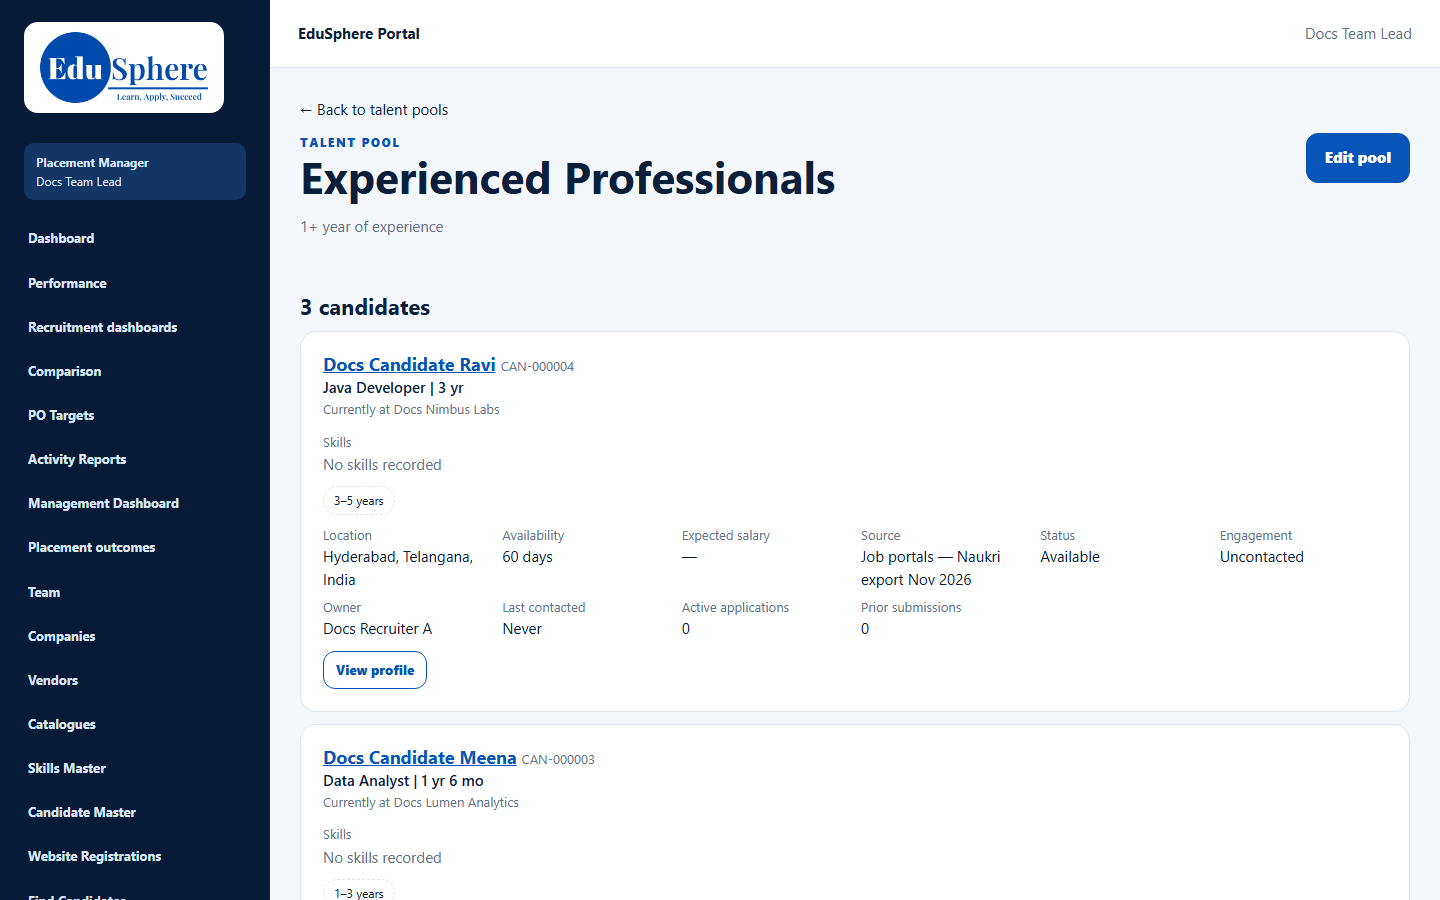 EduSphere
Learn. Apply, Succeed
Placement Manager
Docs Team Lead
Dashboard
Performance
Recruitment dashboards
Comparison
PO Targets
Activity Reports
Management Dashboard
Placement outcomes
Team
Companies
Vendors
Catalogues
Skills Master
Candidate Master
Website Registrations
Find Candidates
EduSphere Portal
Docs Team Lead
← Back to talent pools
TALENT POOL
Experienced Professionals
Edit pool
1+ year of experience
3 candidates
Docs Candidate Ravi CAN-000004
Java Developer | 3 yr
Currently at Docs Nimbus Labs
Skills
No skills recorded
3–5 years
Location
Hyderabad, Telangana,
India
Availability
60 days
Expected salary
—
Source
Job portals — Naukri
export Nov 2026
Status
Available
Engagement
Uncontacted
Owner
Docs Recruiter A
Last contacted
Never
Active applications
0
Prior submissions
0
View profile
Docs Candidate Meena CAN-000003
Data Analyst | 1 yr 6 mo
Currently at Docs Lumen Analytics
Skills
No skills recorded
1–3 years